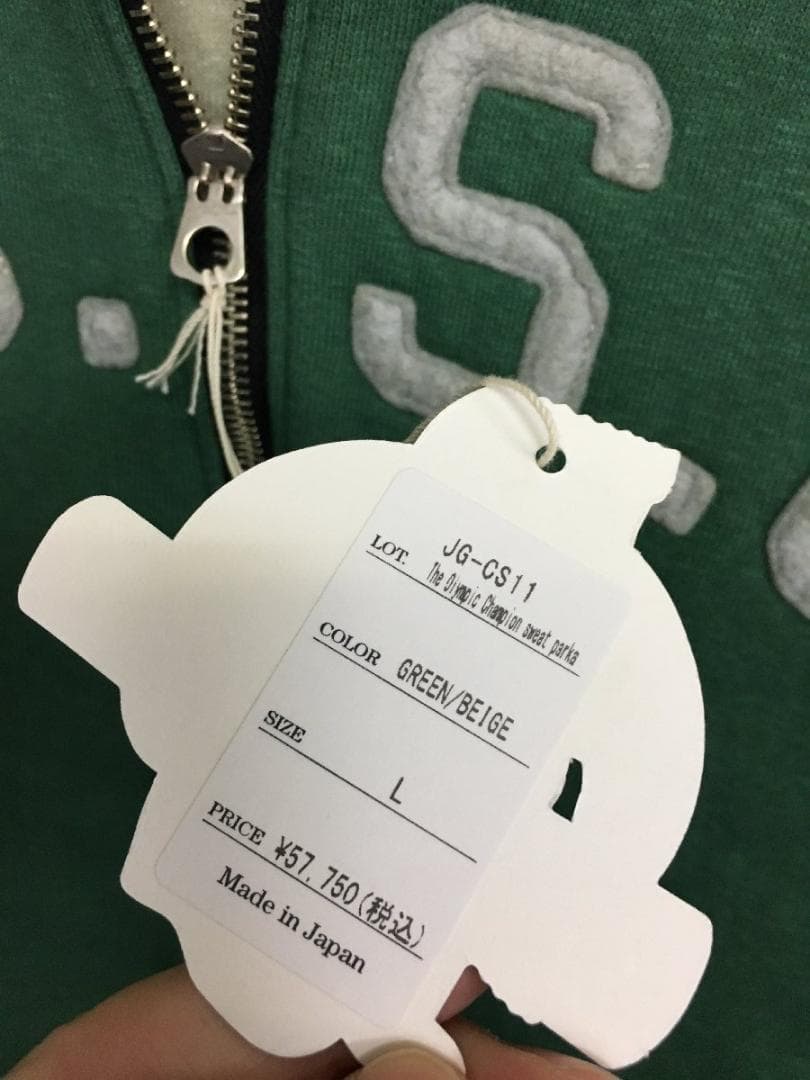 S
LOT. JG-CS11
The Olympic Champion sweat parka
COLOR GREEN/BEIGE
SIZE L
PRICE ¥57,750(税込)
Made in Japan